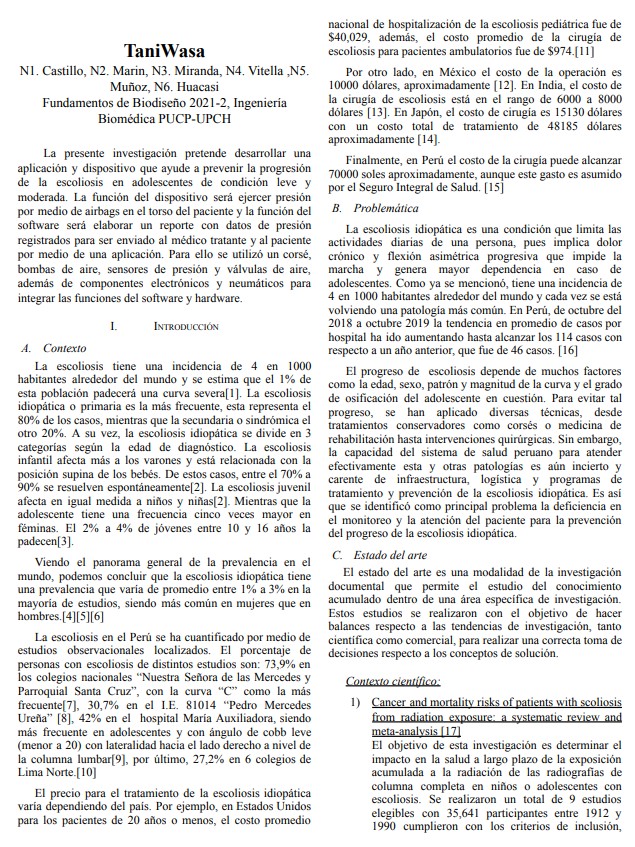 TaniWasa
N1. Castillo, N2. Marin, N3. Miranda, N4. Vitella ,N5.
Muñoz, N6. Huacasi
Fundamentos de Biodiseño 2021-2, Ingeniería
Biomédica PUCP-UPCH
La presente investigación pretende desarrollar una
aplicación y dispositivo que ayude a prevenir la progresión
de la escoliosis en adolescentes de condición leve y
moderada. La función del dispositivo será ejercer presión
por medio de airbags en el torso del paciente y la función del
software será elaborar un reporte con datos de presión
registrados para ser enviado al médico tratante y al paciente
por medio de una aplicación. Para ello se utilizó un corsé,
bombas de aire, sensores de presión y válvulas de aire,
además de componentes electrónicos y neumáticos para
integrar las funciones del software y hardware.
I. INTRODUCCIÓN
A. Contexto
La escoliosis tiene una incidencia de 4 en 1000
habitantes alrededor del mundo y se estima que el 1% de
esta población padecerá una curva severa[1]. La escoliosis
idiopática o primaria es la más frecuente, esta representa el
80% de los casos, mientras que la secundaria o sindrómica el
otro 20%. A su vez, la escoliosis idiopática se divide en 3
categorías según la edad de diagnóstico. La escoliosis
infantil afecta más a los varones y está relacionada con la
posición supina de los bebés. De estos casos, entre el 70% a
90% se resuelven espontáneamente[2]. La escoliosis juvenil
afecta en igual medida a niños y niñas[2]. Mientras que la
adolescente tiene una frecuencia cinco veces mayor en
féminas. El 2% a 4% de jóvenes entre 10 y 16 años la
padecen[3].
Viendo el panorama general de la prevalencia en el
mundo, podemos concluir que la escoliosis idiopática tiene
una prevalencia que varía de promedio entre 1% a 3% en la
mayoría de estudios, siendo más común en mujeres que en
hombres.[4][5][6]
La escoliosis en el Perú se ha cuantificado por medio de
estudios observacionales localizados. El porcentaje de
personas con escoliosis de distintos estudios son: 73,9% en
los colegios nacionales “Nuestra Señora de las Mercedes y
Parroquial Santa Cruz”, con la curva “C” como la más
frecuente[7], 30,7% en el I.E. 81014 “Pedro Mercedes
Ureña” [8], 42% en el hospital María Auxiliadora, siendo
más frecuente en adolescentes y con ángulo de cobb leve
(menor a 20) con lateralidad hacia el lado derecho a nivel de
la columna lumbar[9], por último, 27,2% en 6 colegios de
Lima Norte.[10]
El precio para el tratamiento de la escoliosis idiopática
varía dependiendo del país. Por ejemplo, en Estados Unidos
para los pacientes de 20 años o menos, el costo promedio
nacional de hospitalización de la escoliosis pediátrica fue de
$40,029, además, el costo promedio de la cirugía de
escoliosis para pacientes ambulatorios fue de $974.[11]
Por otro lado, en México el costo de la operación es
10000 dólares, aproximadamente [12]. En India, el costo de
la cirugía de escoliosis está en el rango de 6000 a 8000
dólares [13]. En Japón, el costo de cirugía es 15130 dólares
con un costo total de tratamiento de 48185 dólares
aproximadamente [14].
Finalmente, en Perú el costo de la cirugía puede alcanzar
70000 soles aproximadamente, aunque este gasto es asumido
por el Seguro Integral de Salud. [15]
B. Problemática
La escoliosis idiopática es una condición que limita las
actividades diarias de una persona, pues implica dolor
crónico y flexión asimétrica progresiva que impide la
marcha y genera mayor dependencia en caso de
adolescentes. Como ya se mencionó, tiene una incidencia de
4 en 1000 habitantes alrededor del mundo y cada vez se está
volviendo una patología más común. En Perú, de octubre del
2018 a octubre 2019 la tendencia en promedio de casos por
hospital ha ido aumentando hasta alcanzar los 114 casos con
respecto a un año anterior, que fue de 46 casos. [16]
El progreso de escoliosis depende de muchos factores
como la edad, sexo, patrón y magnitud de la curva y el grado
de osificación del adolescente en cuestión. Para evitar tal
progreso, se han aplicado diversas técnicas, desde
tratamientos conservadores como corsés o medicina de
rehabilitación hasta intervenciones quirúrgicas. Sin embargo,
la capacidad del sistema de salud peruano para atender
efectivamente esta y otras patologías es aún incierto y
carente de infraestructura, logística y programas de
tratamiento y prevención de la escoliosis idiopática. Es así
que se identificó como principal problema la deficiencia en
el monitoreo y la atención del paciente para la prevención
del progreso de la escoliosis idiopática.
C. Estado del arte
El estado del arte es una modalidad de la investigación
documental que permite el estudio del conocimiento
acumulado dentro de una área específica de investigación.
Estos estudios se realizaron con el objetivo de hacer
balances respecto a las tendencias de investigación, tanto
científica como comercial, para realizar una correcta toma de
decisiones respecto a los conceptos de solución.
Contexto científico:
1) Cancer and mortality risks of patients with scoliosis
from radiation exposure: a systematic review and
meta-analysis [17]
El objetivo de esta investigación es determinar el
impacto en la salud a largo plazo de la exposición
acumulada a la radiación de las radiografías de
columna completa en niños o adolescentes con
escoliosis. Se realizaron un total de 9 estudios
elegibles con 35,641 participantes entre 1912 y
1990 cumplieron con los criterios de inclusión,